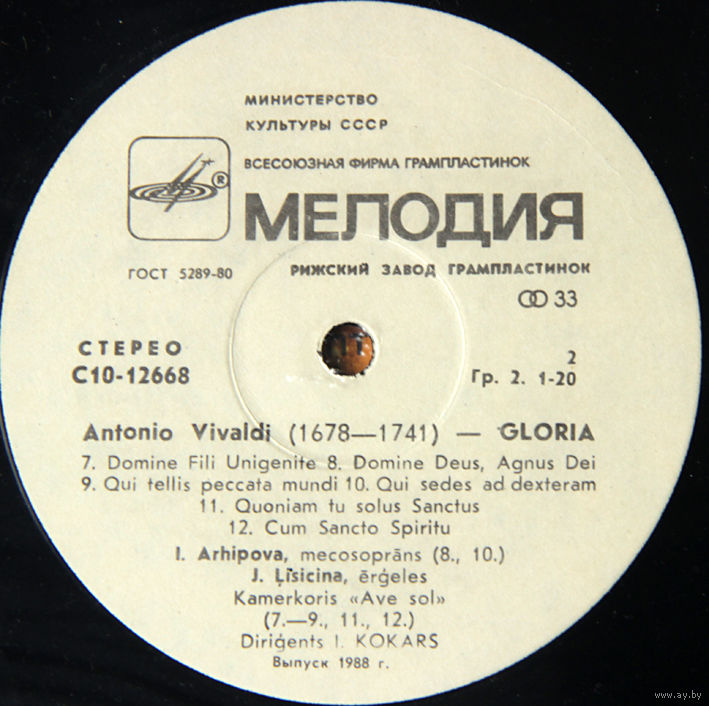 МИНИСТЕРСТВО
КУЛЬТУРЫ СССР
ВСЕСОЮЗНАЯ ФИРМА ГРАМПЛАСТИНОК
®
МЕЛОДИЯ
ГОСТ 5289-80
РИЖСКИЙ ЗАВОД ГРАМПЛАСТИНОК
33
СТЕРЕО
2
С10-12668
Гр. 2. 1-20
Antonio Vivaldi (1678—1741) — GLORIA
7. Domine Fili Unigenite 8. Domine Deus, Agnus Dei
9. Qui tellis peccata mundi 10. Qui sedes ad dexteram
11. Quoniam tu solus Sanctus
12. Cum Sancto Spiritu
I. Arhipova, mecosoprāns (8., 10.)
J. Ļisicina, ērģeles
Kamerkoris «Ave sol»
(7.—9., 11., 12.)
Diriģents I. KOKARS
Выпуск 1988 г.
www.ay.by